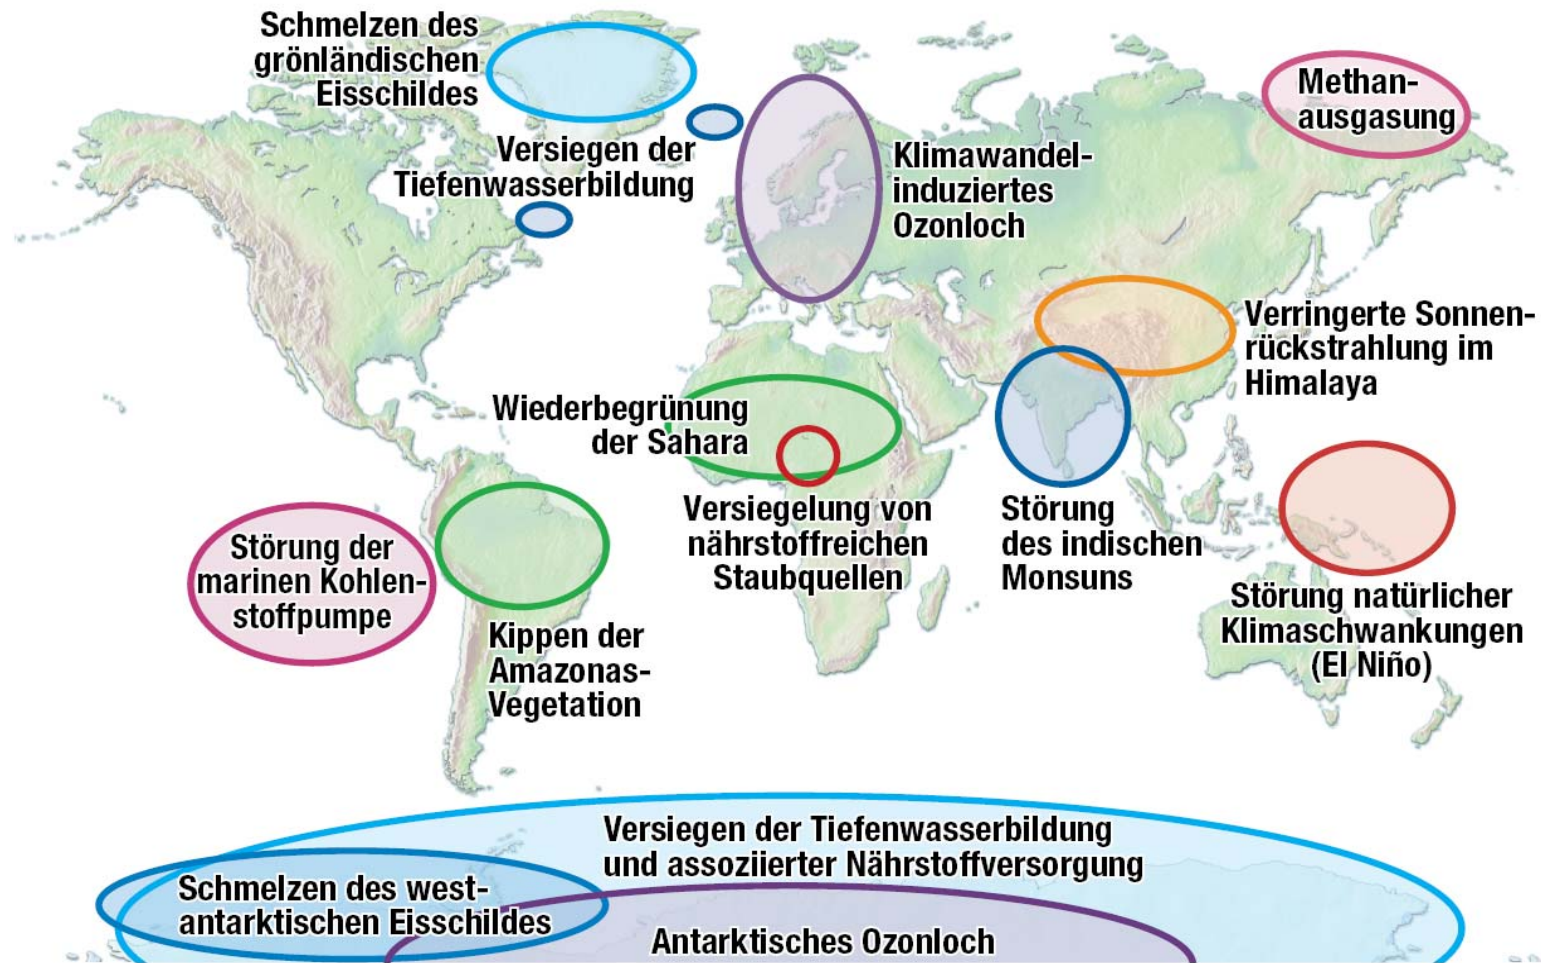 Schmelzen des
grönländischen
Eisschildes
Methan-
ausgasung
Versiegen der
Tiefenwasserbildung
Klimawandel-
induziertes
Ozonloch
Verringerte Sonnen-
rückstrahlung im
Himalaya
Wiederbegrünung
der Sahara
Versiegelung von
nährstoffreichen
Staubquellen
Störung
des indischen
Monsuns
Störung der
marinen Kohlen-
stoffpumpe
Störung natürlicher
Klimaschwankungen
(El Niño)
Kippen der
Amazonas-
Vegetation
Versiegen der Tiefenwasserbildung
und assoziierter Nährstoffversorgung
Schmelzen des west-
antarktischen Eisschildes
Antarktisches Ozonloch